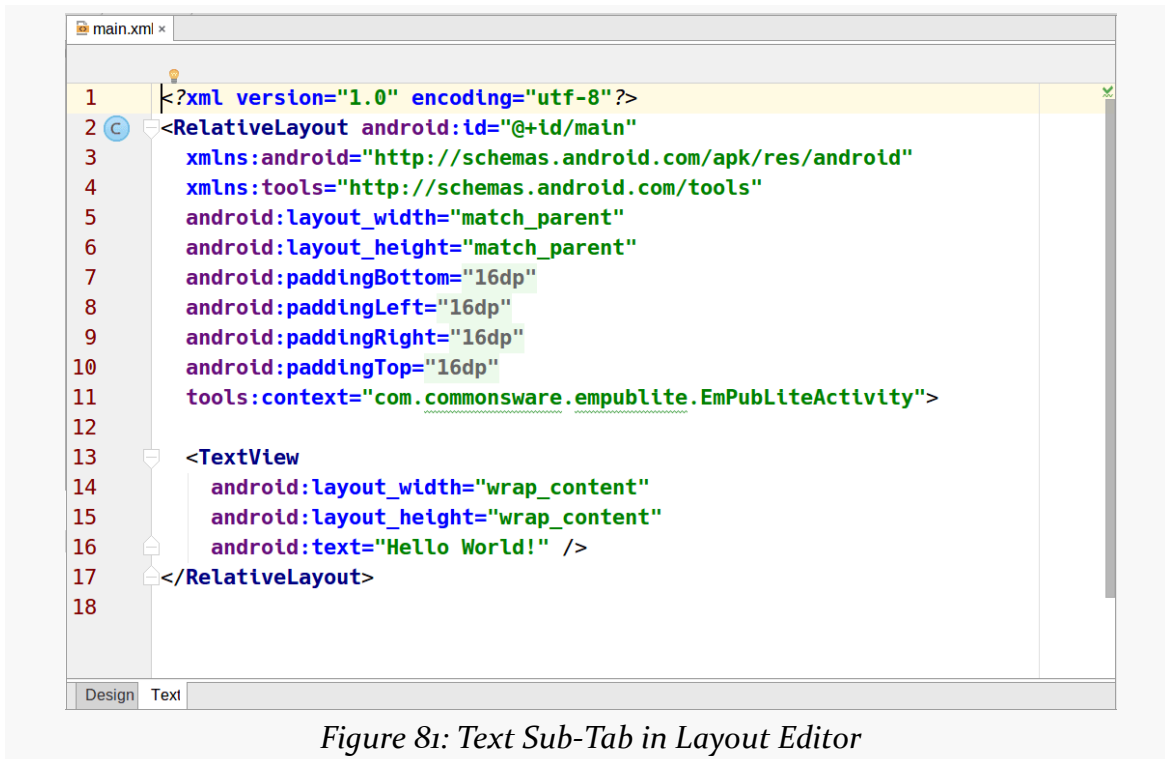 main.xml ×
1 <?xml version="1.0" encoding="utf-8"?>
2 C <RelativeLayout android:id="@+id/main"
3   xmlns:android="http://schemas.android.com/apk/res/android"
4   xmlns:tools="http://schemas.android.com/tools"
5   android:layout_width="match_parent"
6   android:layout_height="match_parent"
7   android:paddingBottom="16dp"
8   android:paddingLeft="16dp"
9   android:paddingRight="16dp"
10   android:paddingTop="16dp"
11   tools:context="com.commonsware.empublite.EmPubLiteActivity">
12
13   <TextView
14     android:layout_width="wrap_content"
15     android:layout_height="wrap_content"
16     android:text="Hello World!" />
17 </RelativeLayout>
18
Design Text
Figure 81: Text Sub-Tab in Layout Editor